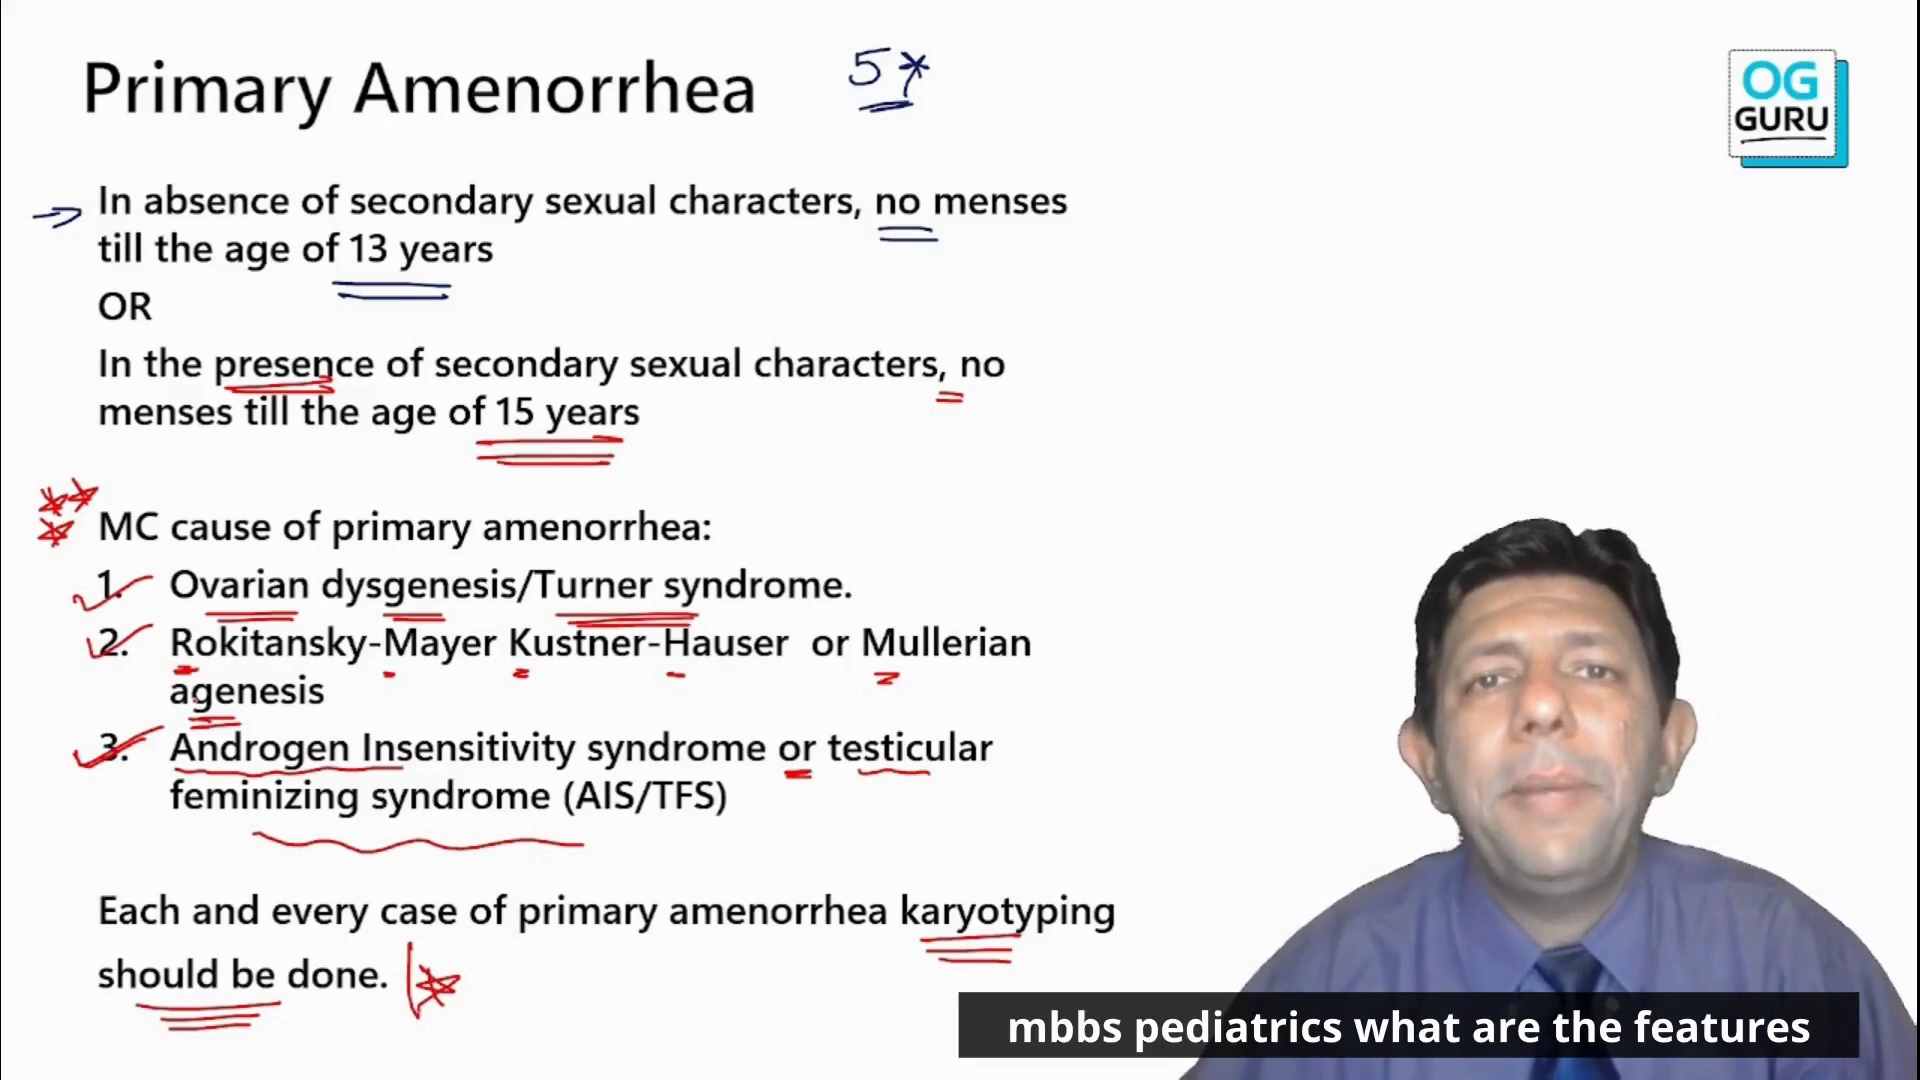 Primary Amenorrhea 5*
OG
GURU
In absence of secondary sexual characters, no menses
till the age of 13 years
OR
In the presence of secondary sexual characters, no
menses till the age of 15 years
MC cause of primary amenorrhea:
1. Ovarian dysgenesis/Turner syndrome.
2. Rokitansky-Mayer Kustner-Hauser or Mullerian
agenesis
3. Androgen Insensitivity syndrome or testicular
feminizing syndrome (AIS/TFS)
Each and every case of primary amenorrhea karyotyping
should be done.
mbbs pediatrics what are the features